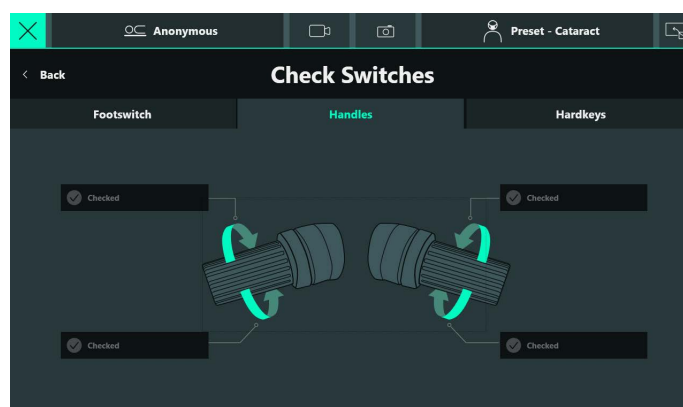 Anonymous
Preset - Cataract
Back
Check Switches
Footswitch
Handles
Hardkeys
Checked
Checked
Checked
Checked